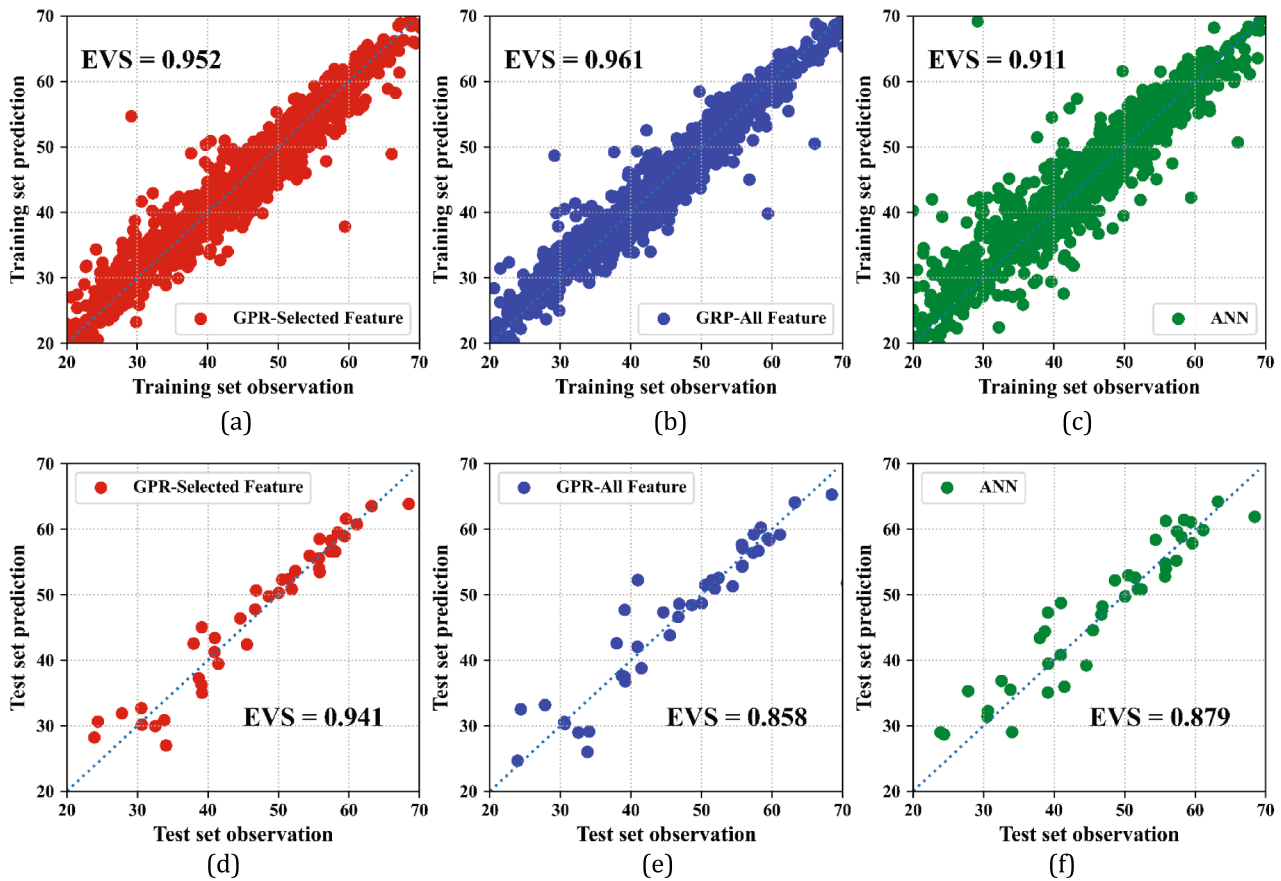 70
60
50
40
30
20
Training set prediction
EVS = 0.952
GPR-Selected Feature
20 30 40 50 60 70
Training set observation
(a)
70
60
50
40
30
20
Training set prediction
EVS = 0.961
GRP-All Feature
20 30 40 50 60 70
Training set observation
(b)
70
60
50
40
30
20
Training set prediction
EVS = 0.911
ANN
20 30 40 50 60 70
Training set observation
(c)
70
60
50
40
30
20
Test set prediction
GPR-Selected Feature
EVS = 0.941
20 30 40 50 60 70
Test set observation
(d)
70
60
50
40
30
20
Test set prediction
GPR-All Feature
EVS = 0.858
20 30 40 50 60 70
Test set observation
(e)
70
60
50
40
30
20
Test set prediction
ANN
EVS = 0.879
20 30 40 50 60 70
Test set observation
(f)